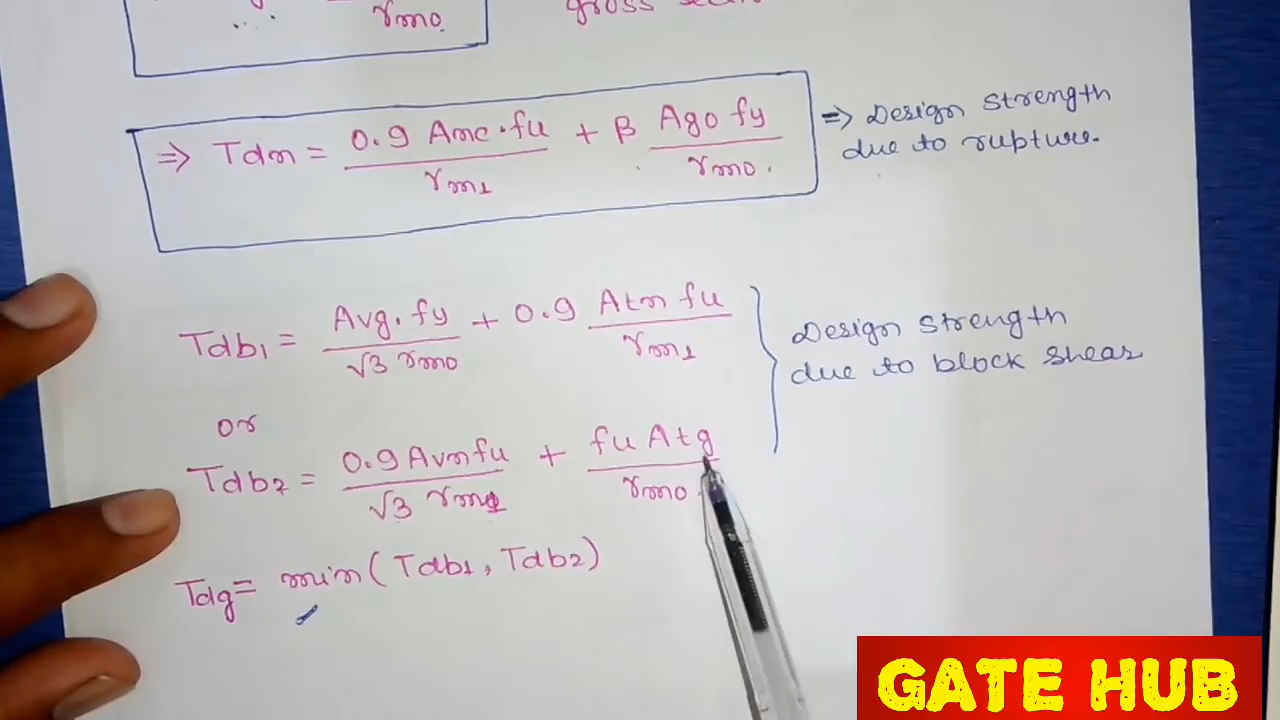 γm0
⇒ Tdn = 0.9 Anc·fu / γm1 + β Ago fy / γm0 ⇒ Design strength
due to rupture.
Tdb1 = Avg·fy / √3 γm0 + 0.9 Atn fu / γm1
Design strength
due to block shear
or
Tdb2 = 0.9 Avn fu / √3 γm1 + fu Atg / γm0
Tdg = min(Tdb1, Tdb2)
GATE HUB